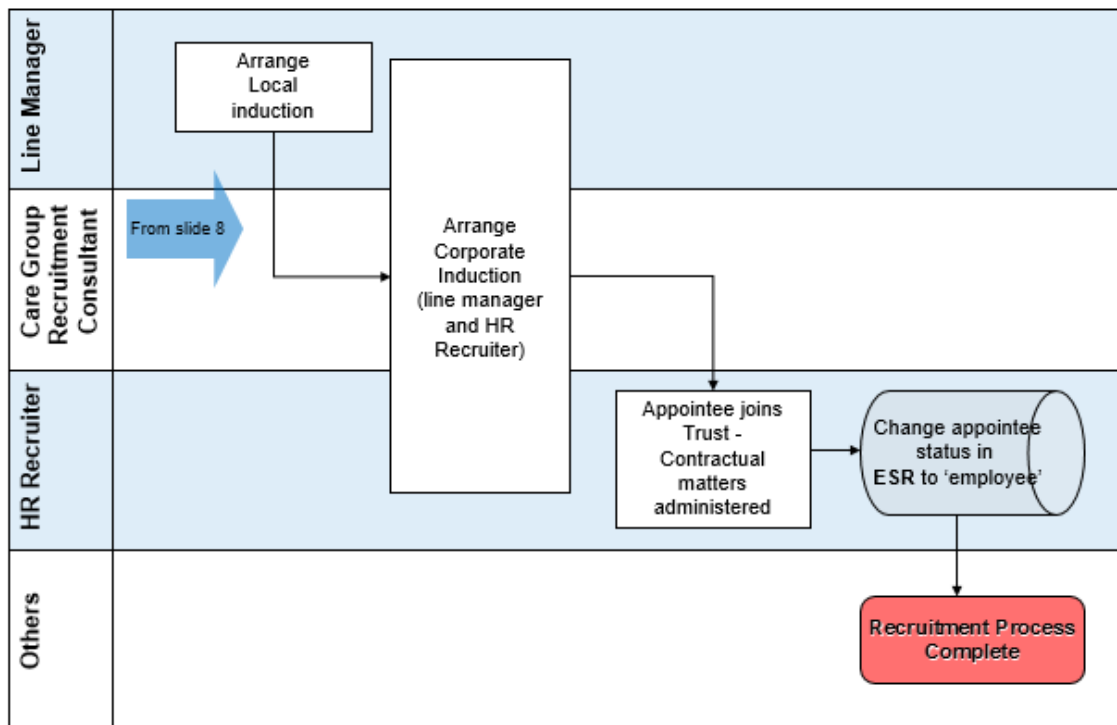 Line Manager
Arrange
Local
induction
Care Group
Recruitment
Consultant
From slide 8
Arrange
Corporate
Induction
(line manager
and HR
Recruiter)
HR Recruiter
Appointee joins
Trust -
Contractual
matters
administered
Change appointee
status in
ESR to ‘employee’
Others
Recruitment Process
Complete